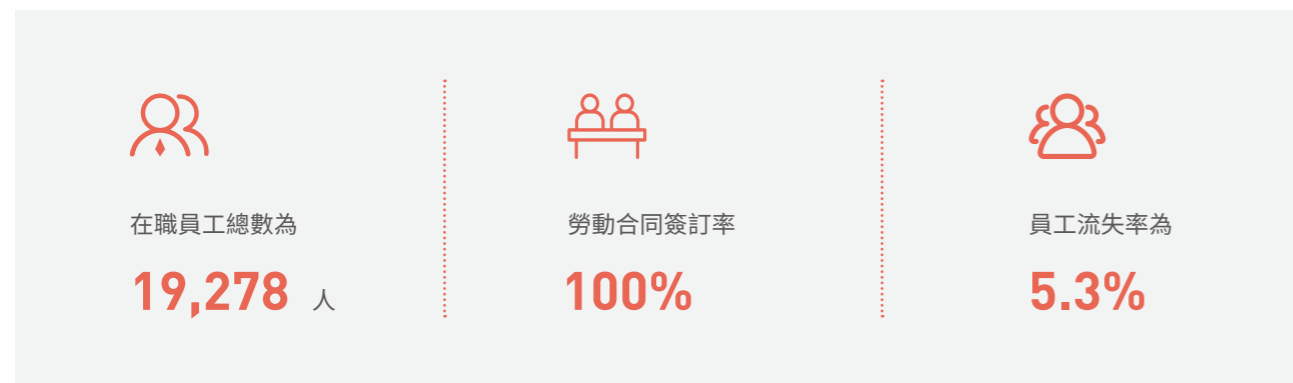 在職員工總數為
19,278 人
勞動合同簽訂率
100%
員工流失率為
5.3%